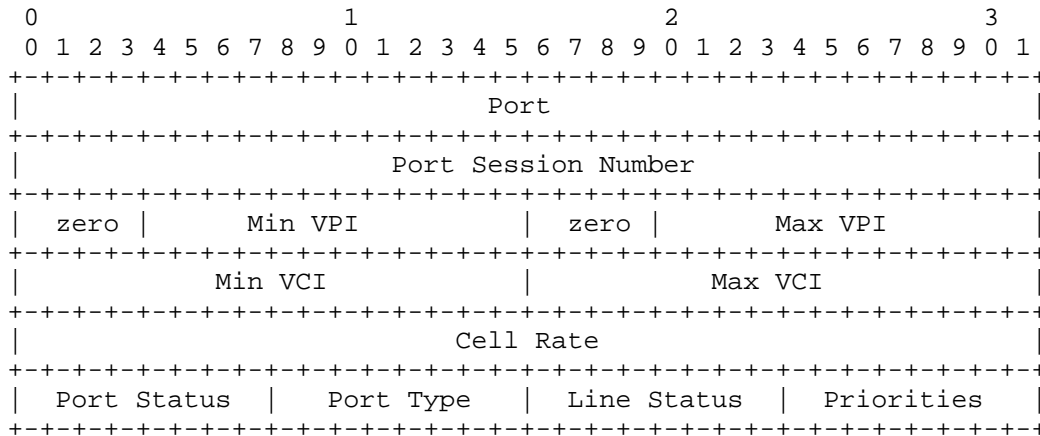 0                   1                   2                   3
 0 1 2 3 4 5 6 7 8 9 0 1 2 3 4 5 6 7 8 9 0 1 2 3 4 5 6 7 8 9 0 1
+-+-+-+-+-+-+-+-+-+-+-+-+-+-+-+-+-+-+-+-+-+-+-+-+-+-+-+-+-+-+-+-+
|                             Port                              |
+-+-+-+-+-+-+-+-+-+-+-+-+-+-+-+-+-+-+-+-+-+-+-+-+-+-+-+-+-+-+-+-+
|                       Port Session Number                     |
+-+-+-+-+-+-+-+-+-+-+-+-+-+-+-+-+-+-+-+-+-+-+-+-+-+-+-+-+-+-+-+-+
|  zero |      Min VPI          |  zero |       Max VPI         |
+-+-+-+-+-+-+-+-+-+-+-+-+-+-+-+-+-+-+-+-+-+-+-+-+-+-+-+-+-+-+-+-+
|            Min VCI            |           Max VCI             |
+-+-+-+-+-+-+-+-+-+-+-+-+-+-+-+-+-+-+-+-+-+-+-+-+-+-+-+-+-+-+-+-+
|                           Cell Rate                           |
+-+-+-+-+-+-+-+-+-+-+-+-+-+-+-+-+-+-+-+-+-+-+-+-+-+-+-+-+-+-+-+-+
|  Port Status  |   Port Type   |  Line Status  |  Priorities   |
+-+-+-+-+-+-+-+-+-+-+-+-+-+-+-+-+-+-+-+-+-+-+-+-+-+-+-+-+-+-+-+-+